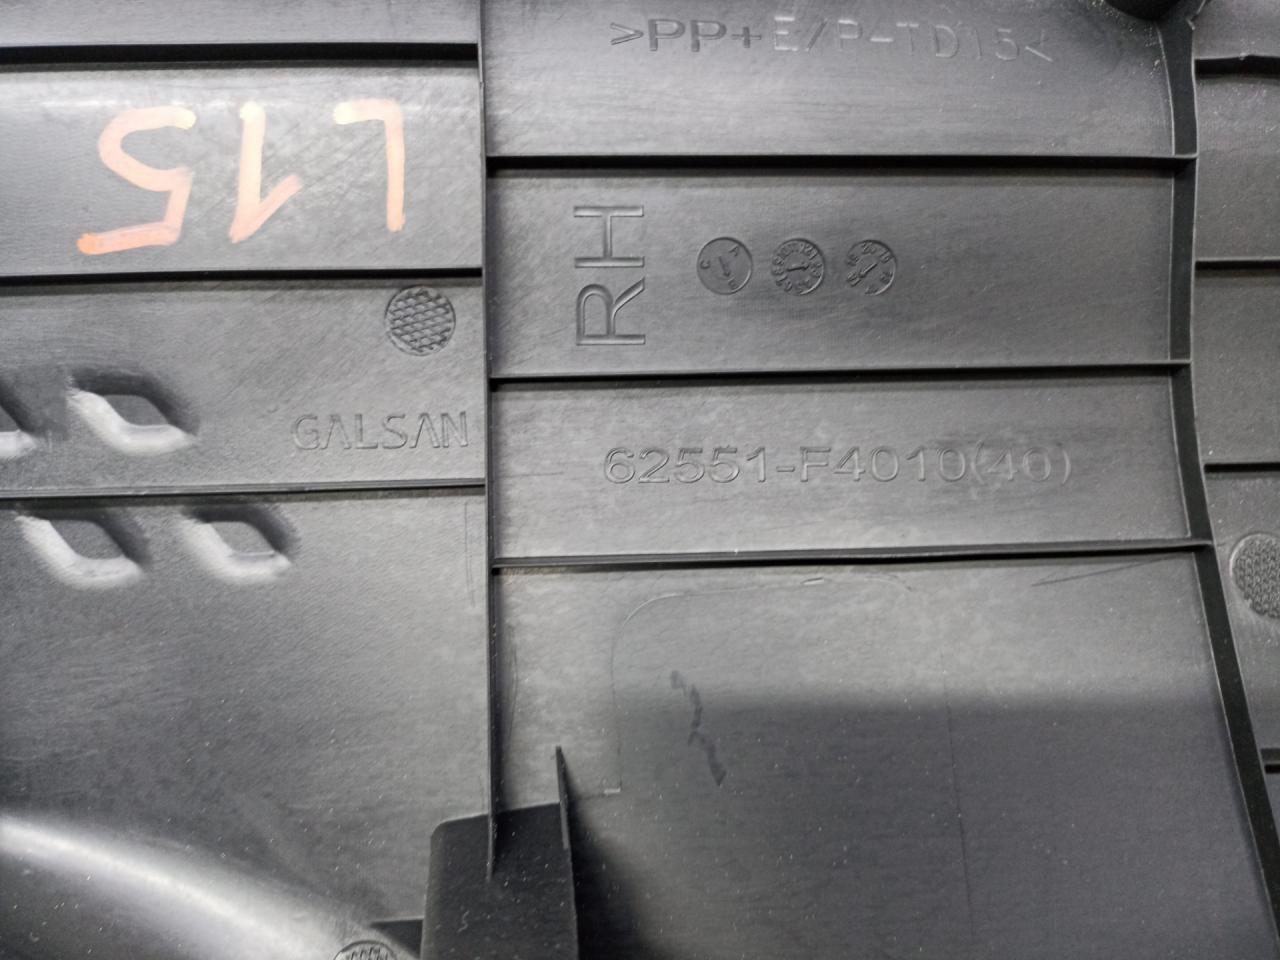 >PP+E/P-TD15<
L15
RH
GALSAN
62551-F4010(40)